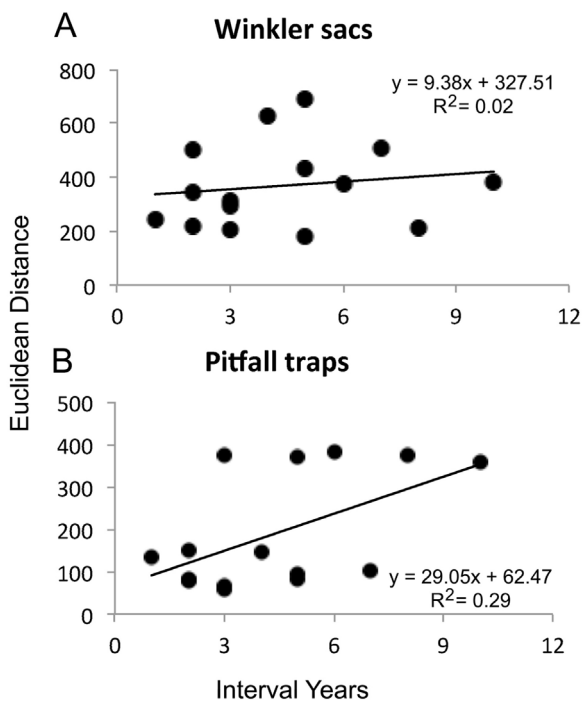 A
Winkler sacs
800
600
400
200
0
0 3 6 9 12
y = 9.38x + 327.51
R2= 0.02
Euclidean Distance
B
Pitfall traps
500
400
300
200
100
0
0 3 6 9 12
y = 29.05x + 62.47
R2= 0.29
Interval Years